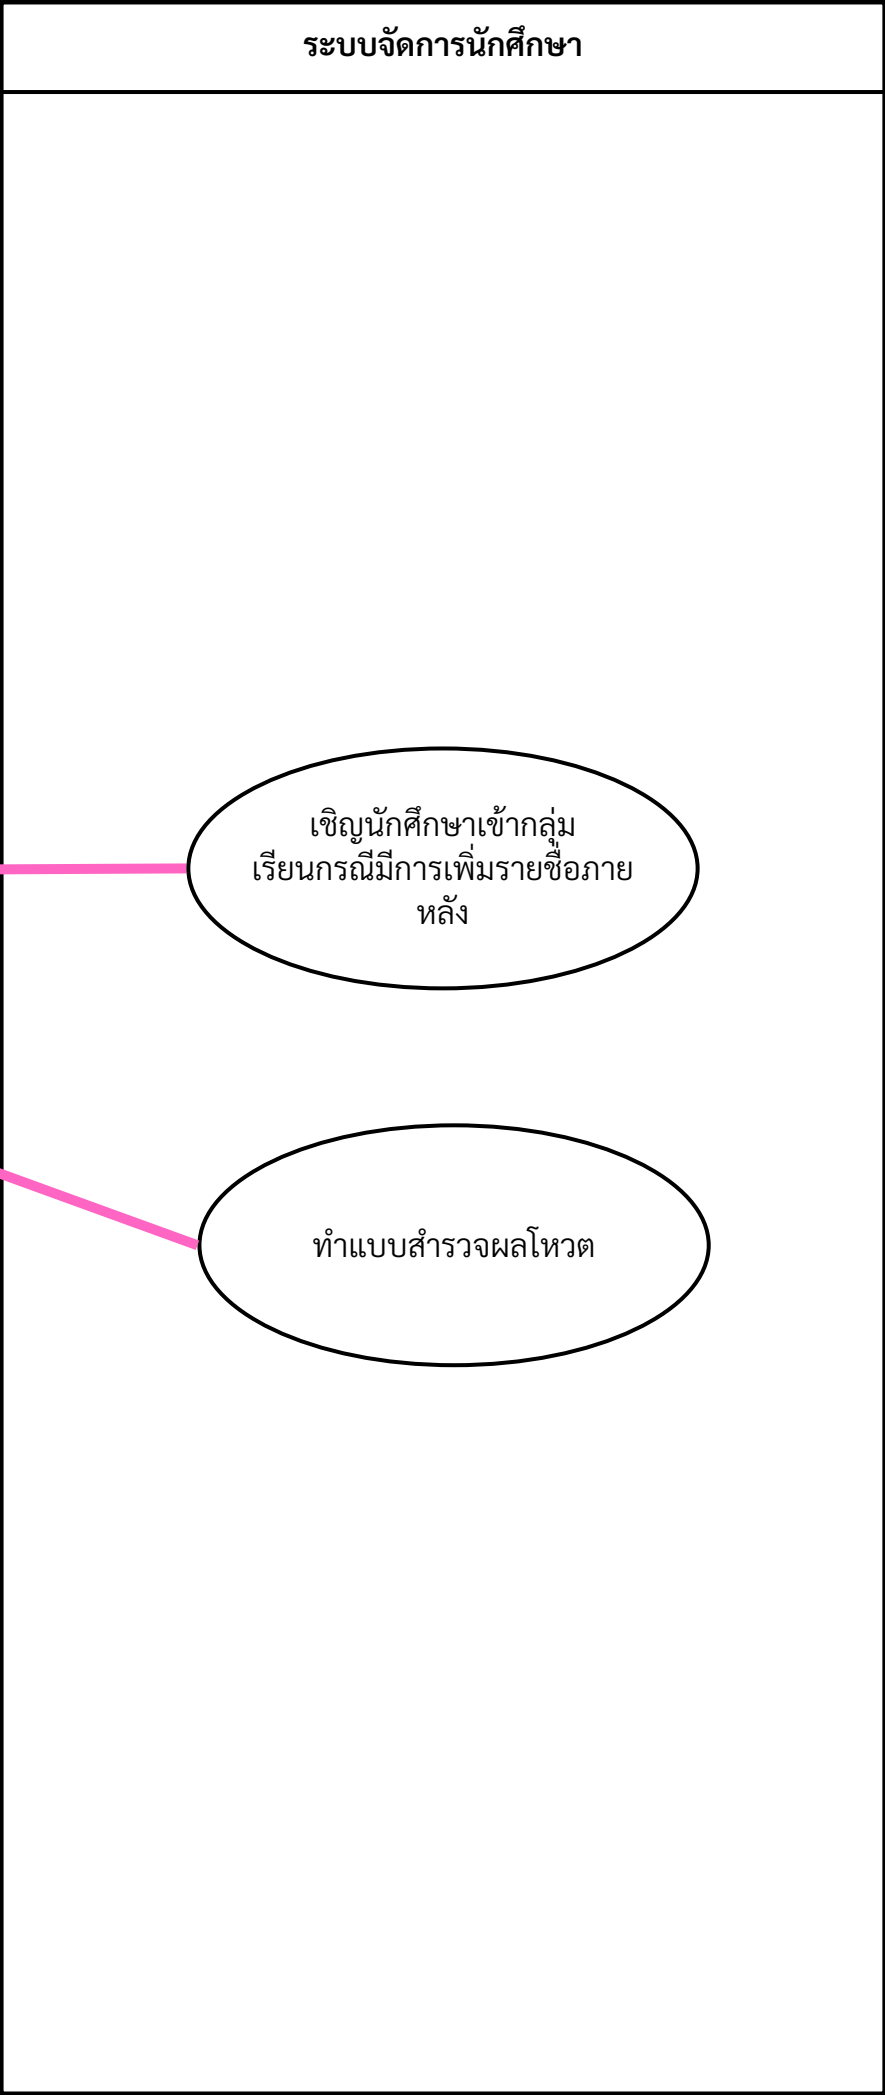 ระบบจัดการนักศึกษา
เชิญนักศึกษาเข้ากลุ่ม
เรียนกรณีมีการเพิ่มรายชื่อภาย
หลัง
ทำแบบสำรวจผลโหวต